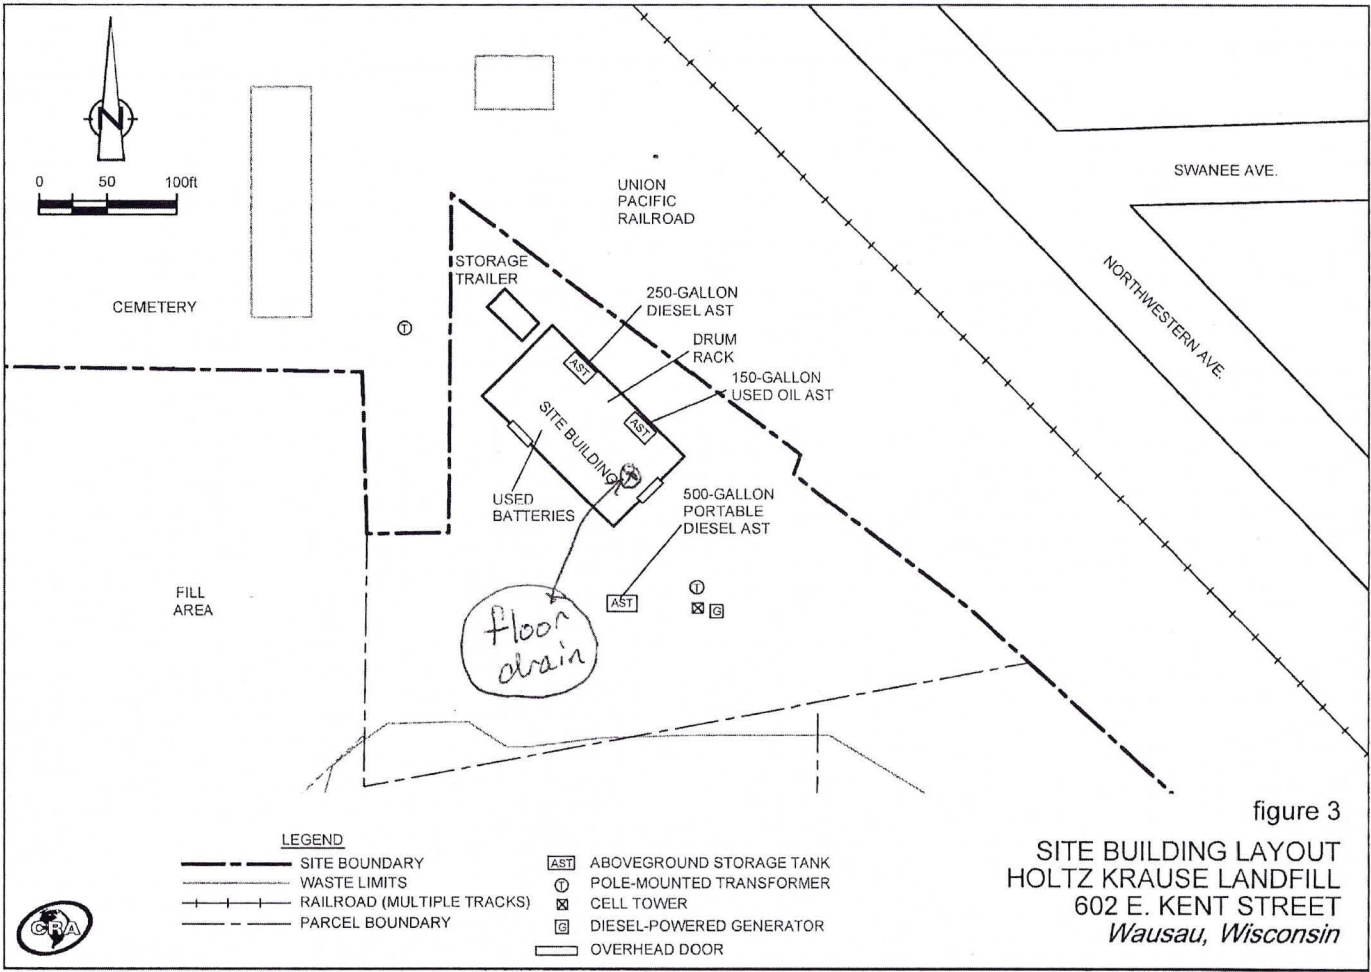 N
0 50 100ft
SWANEE AVE.
UNION
PACIFIC
RAILROAD
STORAGE
TRAILER
NORTHWESTERN AVE.
CEMETERY
250-GALLON
DIESEL AST
T
DRUM
RACK
AST
150-GALLON
USED OIL AST
AST
SITE BUILDING
USED
BATTERIES
500-GALLON
PORTABLE
DIESEL AST
FILL
AREA
T
AST
G
floor
drain
figure 3
SITE BUILDING LAYOUT
HOLTZ KRAUSE LANDFILL
602 E. KENT STREET
Wausau, Wisconsin
LEGEND
SITE BOUNDARY
WASTE LIMITS
RAILROAD (MULTIPLE TRACKS)
PARCEL BOUNDARY
AST ABOVEGROUND STORAGE TANK
T POLE-MOUNTED TRANSFORMER
CELL TOWER
G DIESEL-POWERED GENERATOR
OVERHEAD DOOR
CRA